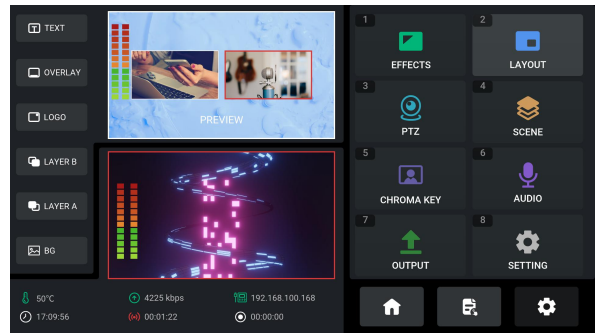 TEXT
OVERLAY
LOGO
LAYER B
LAYER A
BG
PREVIEW
50°C
4225 kbps
192.168.100.168
17:09:56
00:01:22
00:00:00
1
EFFECTS
2
LAYOUT
3
PTZ
4
SCENE
5
CHROMA KEY
6
AUDIO
7
OUTPUT
8
SETTING